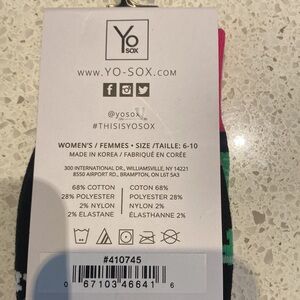 Yo
SOX
WWW.YO-SOX.COM
@yosox
#THISISYOSOX
WOMEN'S / FEMMES • SIZE /TAILLE: 6-10
MADE IN KOREA / FABRIQUÉ EN CORÉE
300 INTERNATIONAL DR., WILLIAMSVILLE, NY 14221
8550 AIRPORT RD., BRAMPTON, ON L6T 5A3
68% COTTON COTON 68%
28% POLYESTER POLYESTER 28%
2% NYLON NYLON 2%
2% ÉLASTANE ÉLASTHANNE 2%
#410745
0 67103 46641 6